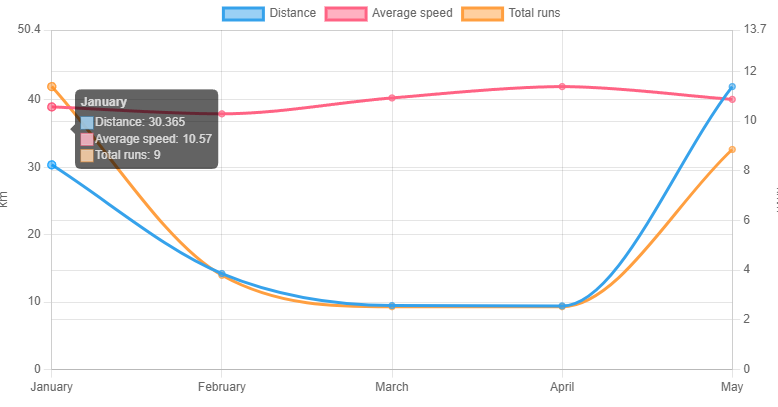 Distance Average speed Total runs
50.4 13.7
12
40
10
30
8
20
6
4
10
2
0 0
km
January
Distance: 30.365
Average speed: 10.57
Total runs: 9
January February March April May